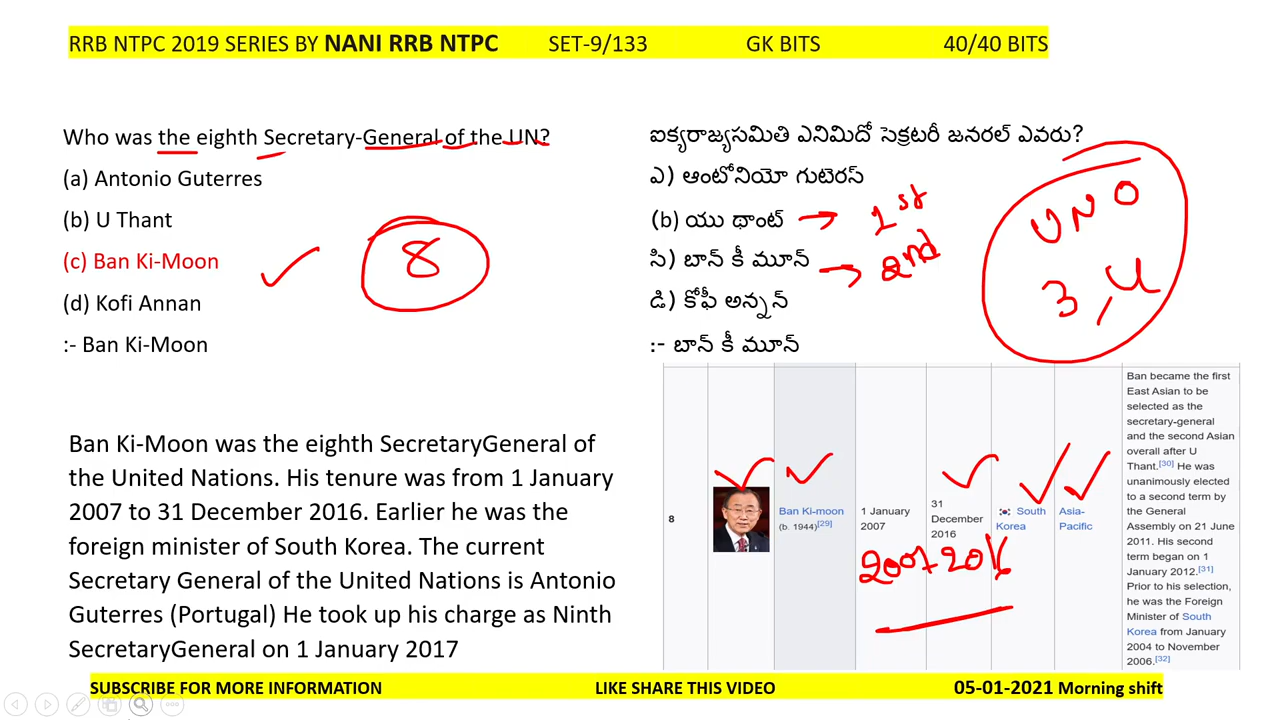 RRB NTPC 2019 SERIES BY NANI RRB NTPC SET-9/133 GK BITS 40/40 BITS
Who was the eighth Secretary-General of the UN?
(a) Antonio Guterres
(b) U Thant
(c) Ban Ki-Moon
(d) Kofi Annan
:- Ban Ki-Moon
8
ఐక్యరాజ్యసమితి ఎనిమిదో సెక్రటరీ జనరల్ ఎవరు?
ఎ) ఆంటోనియో గుటెరస్
(b) యు థాంట్ → 1st
సి) బాన్ కీ మూన్ → 2nd
డి) కోఫీ అన్నన్
:- బాన్ కీ మూన్
UNO
3, 4
Ban Ki-Moon was the eighth SecretaryGeneral of
the United Nations. His tenure was from 1 January
2007 to 31 December 2016. Earlier he was the
foreign minister of South Korea. The current
Secretary General of the United Nations is Antonio
Guterres (Portugal) He took up his charge as Ninth
SecretaryGeneral on 1 January 2017
8
Ban Ki-moon
(b. 1944)[29]
1 January
2007
31
December
2016
South
Korea
Asia-
Pacific
Ban became the first
East Asian to be
selected as the
secretary-general
and the second Asian
overall after U
Thant.[30] He was
unanimously elected
to a second term by
the General
Assembly on 21 June
2011. His second
term began on 1
January 2012.[31]
Prior to his selection,
he was the Foreign
Minister of South
Korea from January
2004 to November
2006.[32]
2007-2016
SUBSCRIBE FOR MORE INFORMATION LIKE SHARE THIS VIDEO 05-01-2021 Morning shift